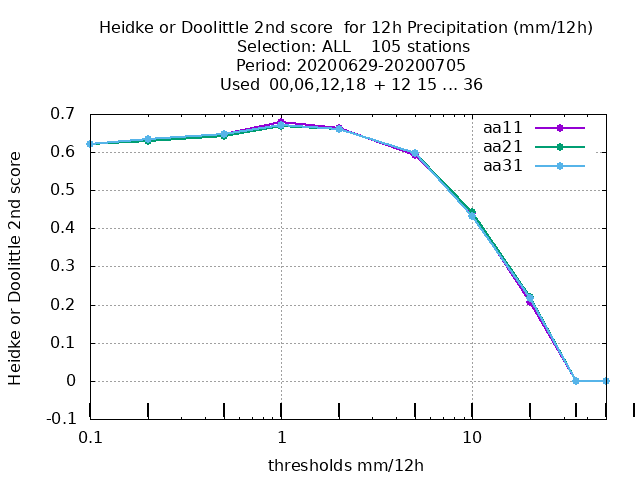 Heidke or Doolittle 2nd score  for 12h Precipitation (mm/12h)
Selection: ALL    105 stations
Period: 20200629-20200705
Used  00,06,12,18  + 12 15 ... 36
Heidke or Doolittle 2nd score
0.7
0.6
0.5
0.4
0.3
0.2
0.1
0
-0.1
aa11
aa21
aa31
0.1
1
10
thresholds mm/12h